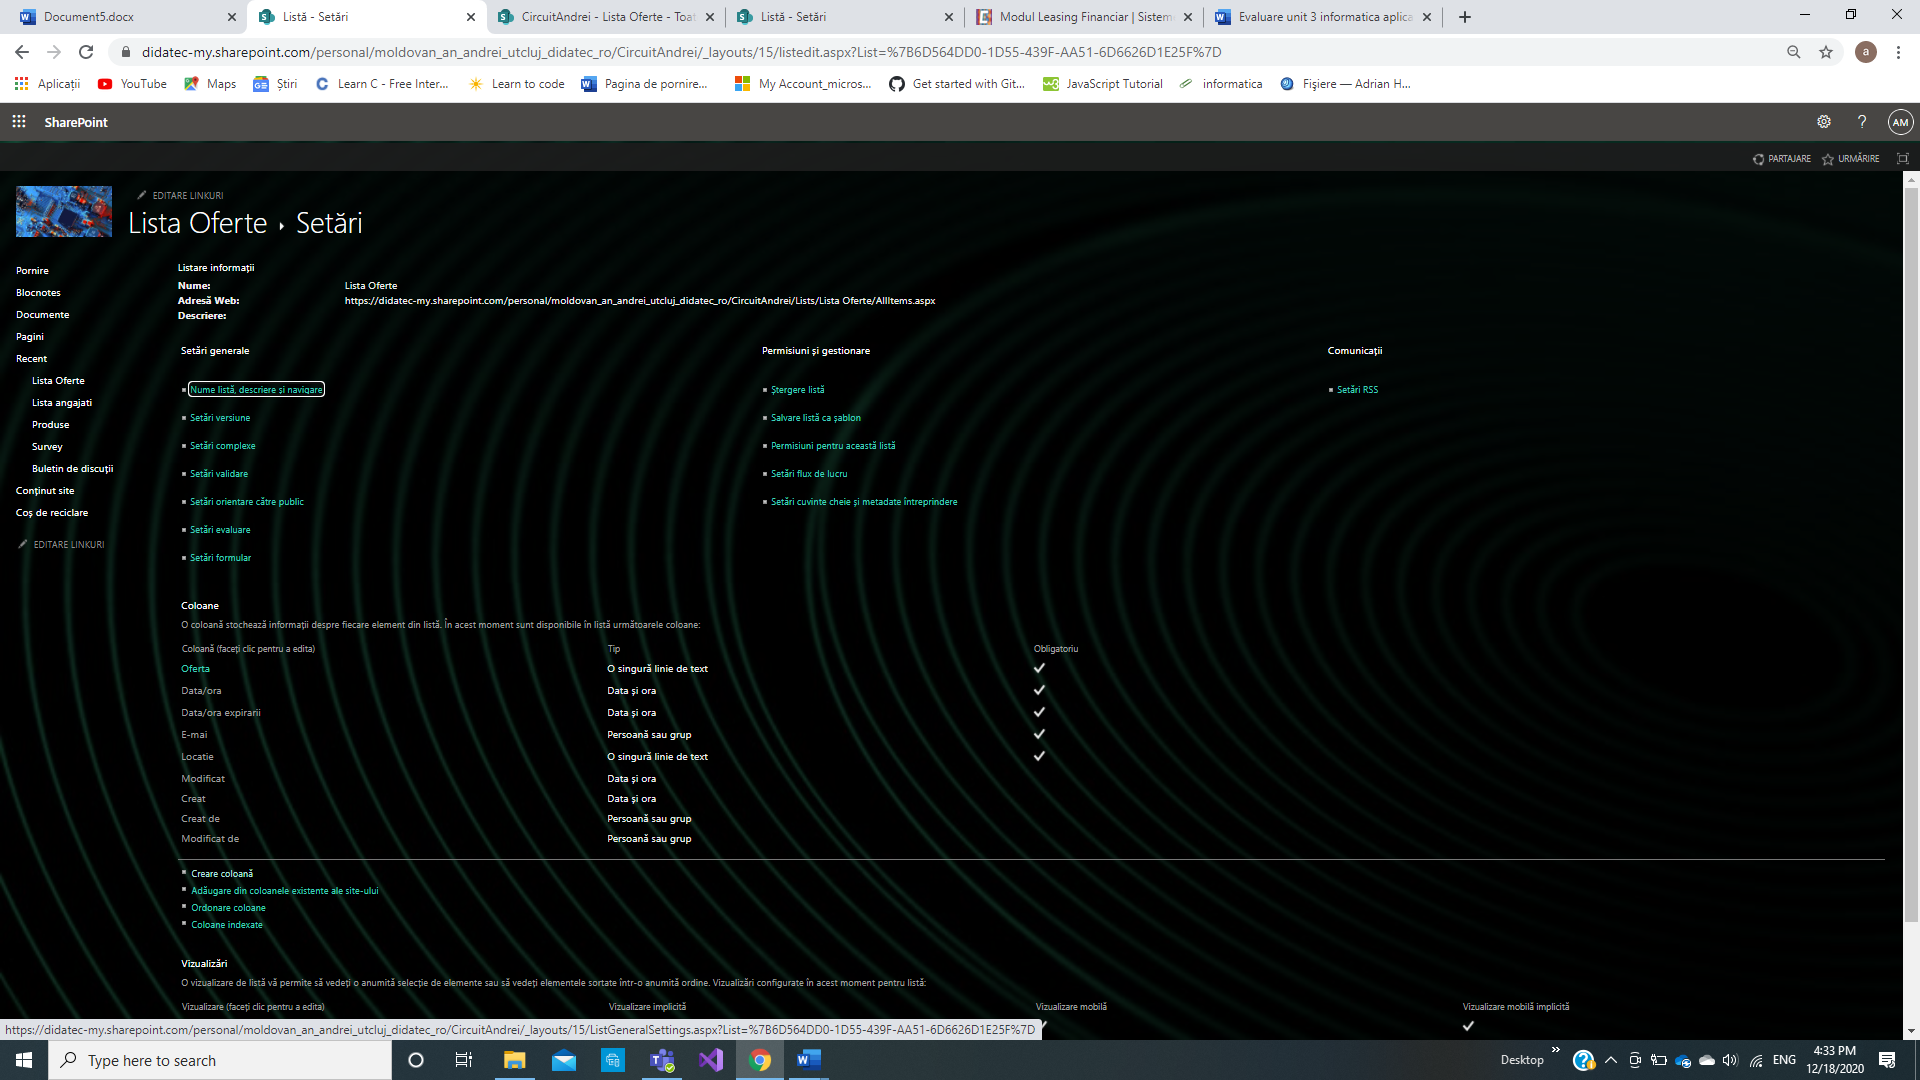 Document5.docx
Listă - Setări
CircuitAndrei - Lista Oferte - Toat
Listă - Setări
Modul Leasing Financiar | Sistem
Evaluare unit 3 informatica aplica
didatec-my.sharepoint.com/personal/moldovan_an_andrei_utcluj_didatec_ro/CircuitAndrei/_layouts/15/listedit.aspx?List=%7B6D564DD0-1D55-439F-AA51-6D6626D1E25F%7D
a
Aplicații
YouTube
Maps
Știri
Learn C - Free Inter...
Learn to code
Pagina de pornire...
My Account_micros...
Get started with Git...
JavaScript Tutorial
informatica
Fișiere — Adrian H...
SharePoint
?
AM
PARTAJARE
URMĂRIRE
EDITARE LINKURI
Lista Oferte ▸ Setări
Pornire
Blocnotes
Documente
Pagini
Recent
Lista Oferte
Lista angajati
Produse
Survey
Buletin de discuții
Conținut site
Coș de reciclare
EDITARE LINKURI
Listare informații
Nume: Lista Oferte
Adresă Web: https://didatec-my.sharepoint.com/personal/moldovan_an_andrei_utcluj_didatec_ro/CircuitAndrei/Lists/Lista Oferte/AllItems.aspx
Descriere:
Setări generale
Nume listă, descriere și navigare
Setări versiune
Setări complexe
Setări validare
Setări orientare către public
Setări evaluare
Setări formular
Permisiuni și gestionare
Ștergere listă
Salvare listă ca șablon
Permisiuni pentru această listă
Setări flux de lucru
Setări cuvinte cheie și metadate întreprindere
Comunicații
Setări RSS
Coloane
O coloană stochează informații despre fiecare element din listă. În acest moment sunt disponibile în listă următoarele coloane:
Coloană (faceți clic pentru a edita) Tip Obligatoriu
Oferta O singură linie de text ✓
Data/ora Data și ora ✓
Data/ora expirarii Data și ora ✓
E-mai Persoană sau grup ✓
Locatie O singură linie de text ✓
Modificat Data și ora
Creat Data și ora
Creat de Persoană sau grup
Modificat de Persoană sau grup
Creare coloană
Adăugare din coloanele existente ale site-ului
Ordonare coloane
Coloane indexate
Vizualizări
O vizualizare de listă vă permite să vedeți o anumită selecție de elemente sau să vedeți elementele sortate într-o anumită ordine. Vizualizări configurate în acest moment pentru listă:
Vizualizare (faceți clic pentru a edita) Vizualizare implicită Vizualizare mobilă Vizualizare mobilă implicită
https://didatec-my.sharepoint.com/personal/moldovan_an_andrei_utcluj_didatec_ro/CircuitAndrei/_layouts/15/ListGeneralSettings.aspx?List=%7B6D564DD0-1D55-439F-AA51-6D6626D1E25F%7D
Type here to search
Desktop
ENG
4:33 PM
12/18/2020